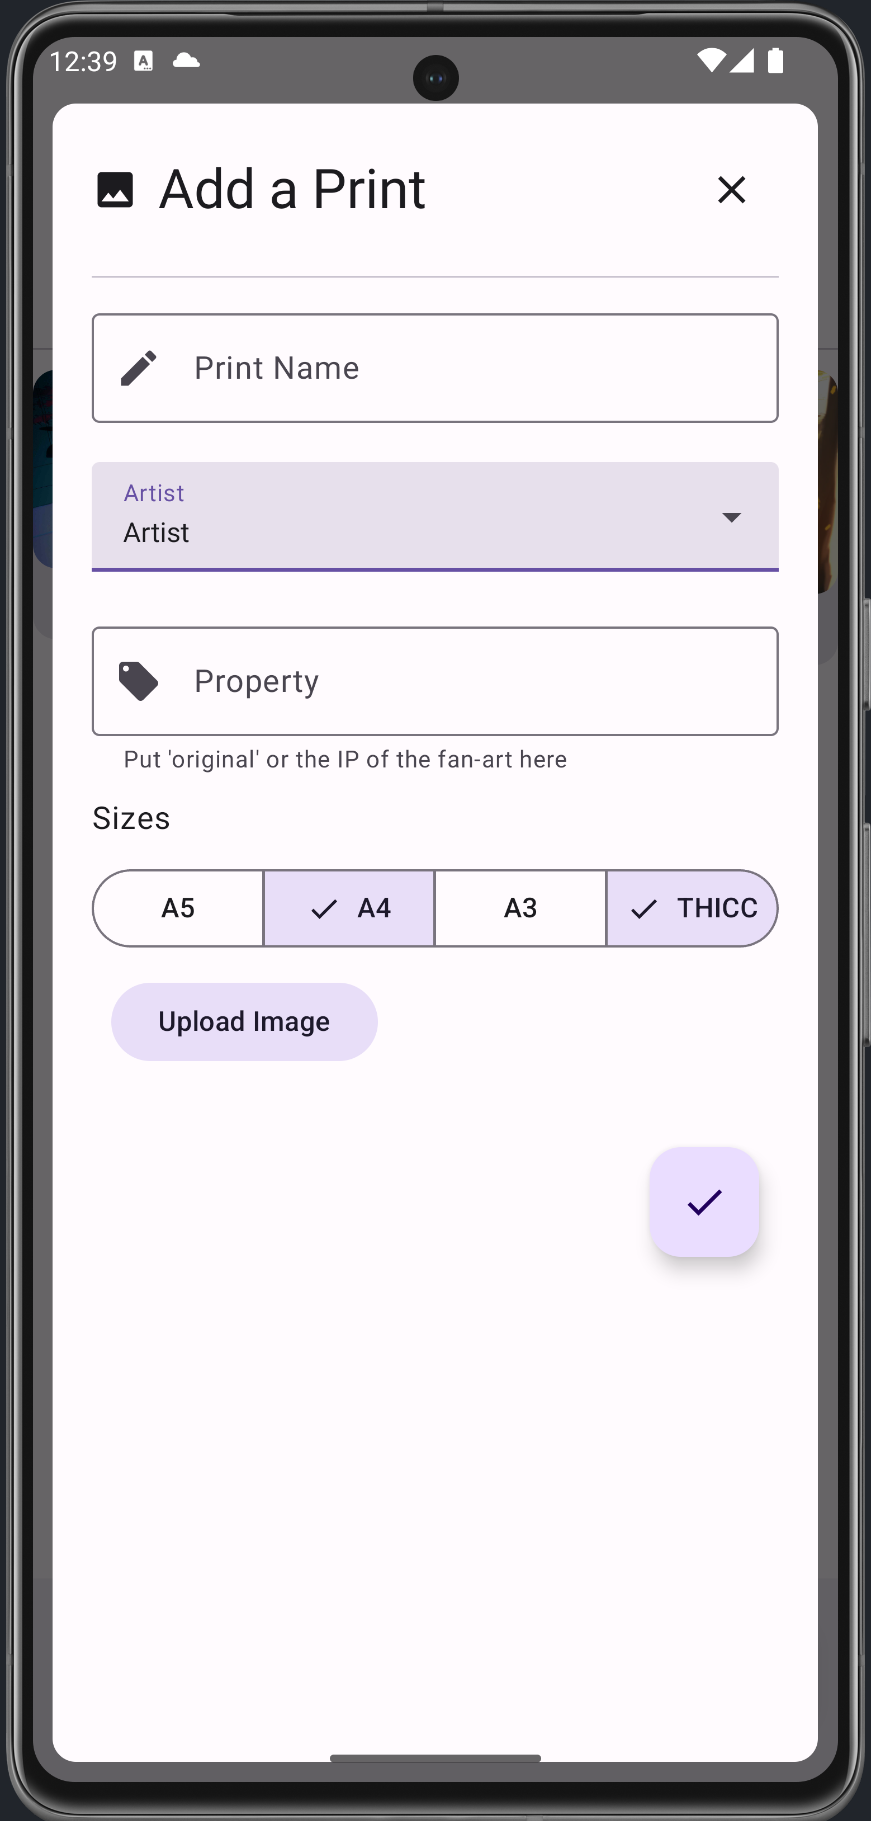 12:39
A
Add a Print
Print Name
Artist
Artist
Property
Put 'original' or the IP of the fan-art here
Sizes
A5 A4 A3 THICC
Upload Image